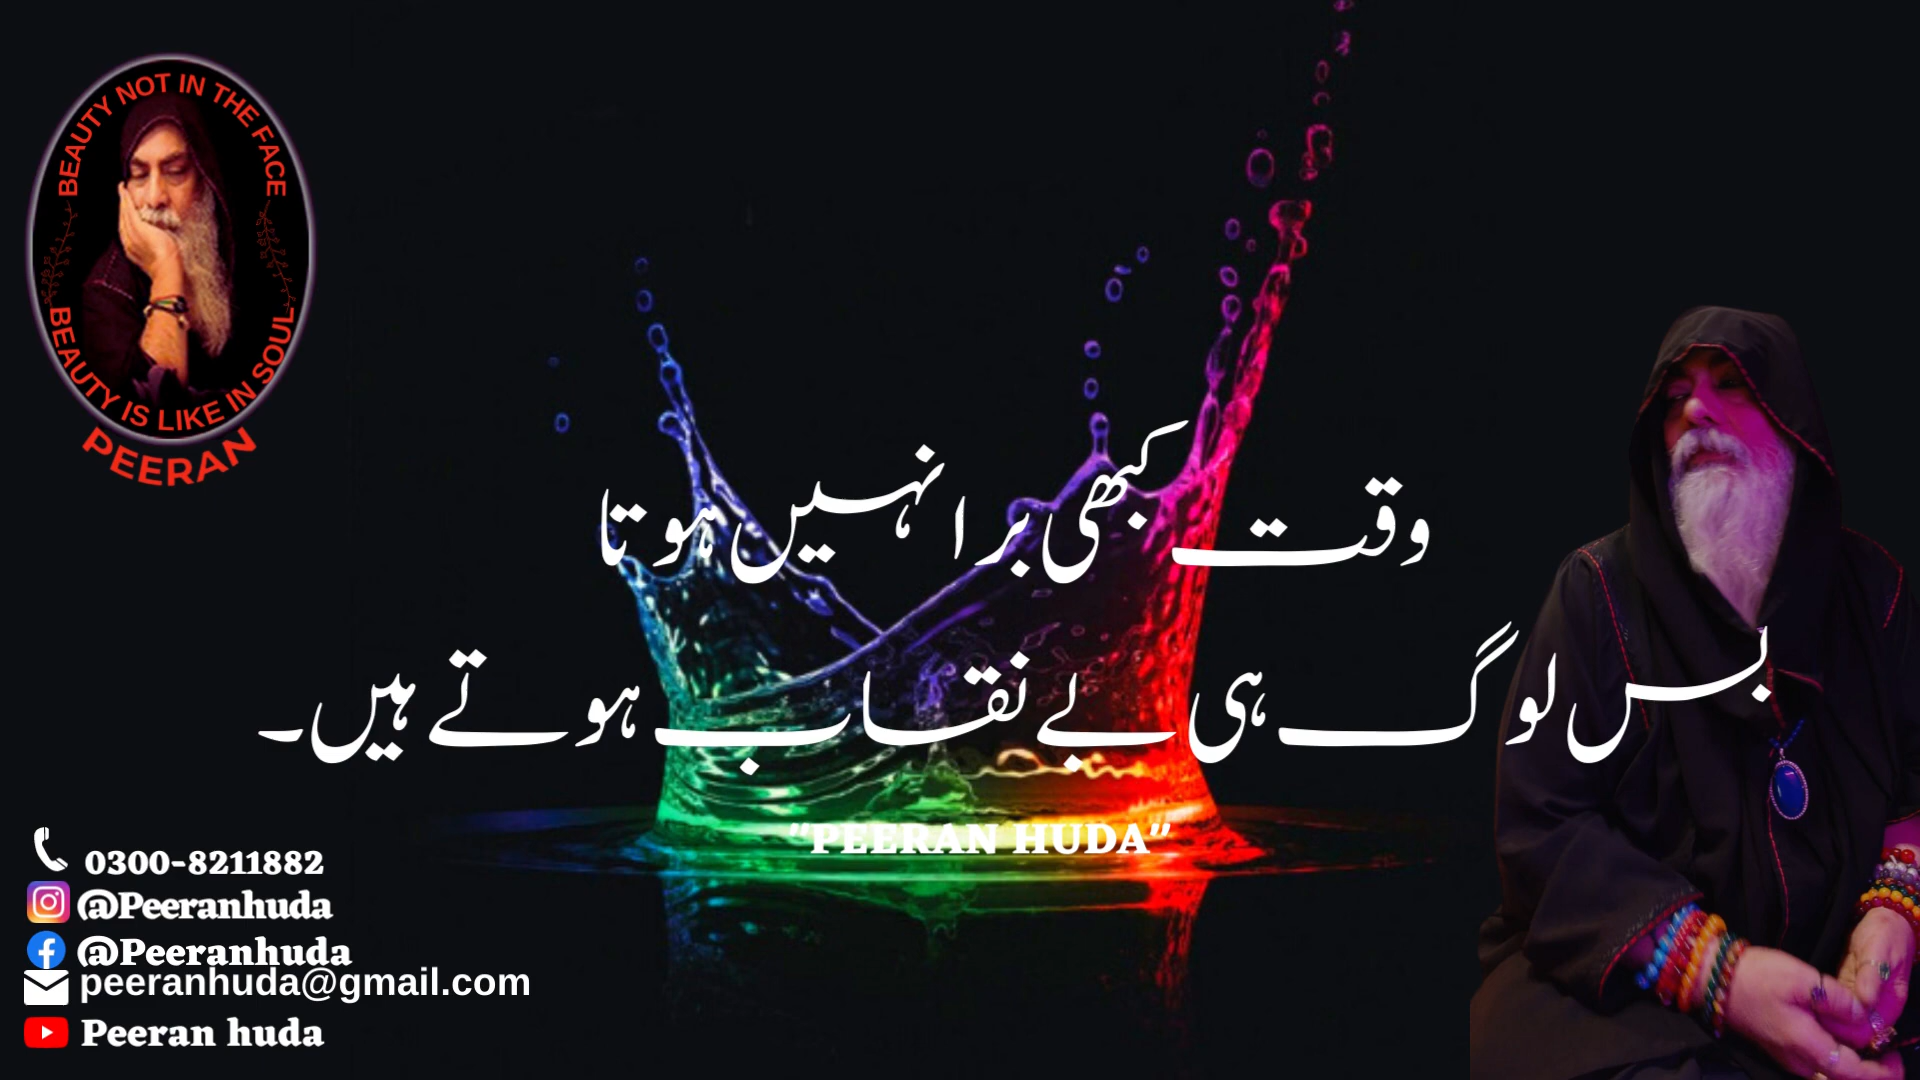 BEAUTY NOT IN THE FACE
BEAUTY IS LIKE IN SOUL
PEERAN
وقت کبھی برا نہیں ہوتا
بس لوگ ہی بے نقاب ہوتے ہیں۔
"PEERAN HUDA"
0300-8211882
@Peeranhuda
@Peeranhuda
peeranhuda@gmail.com
Peeran huda